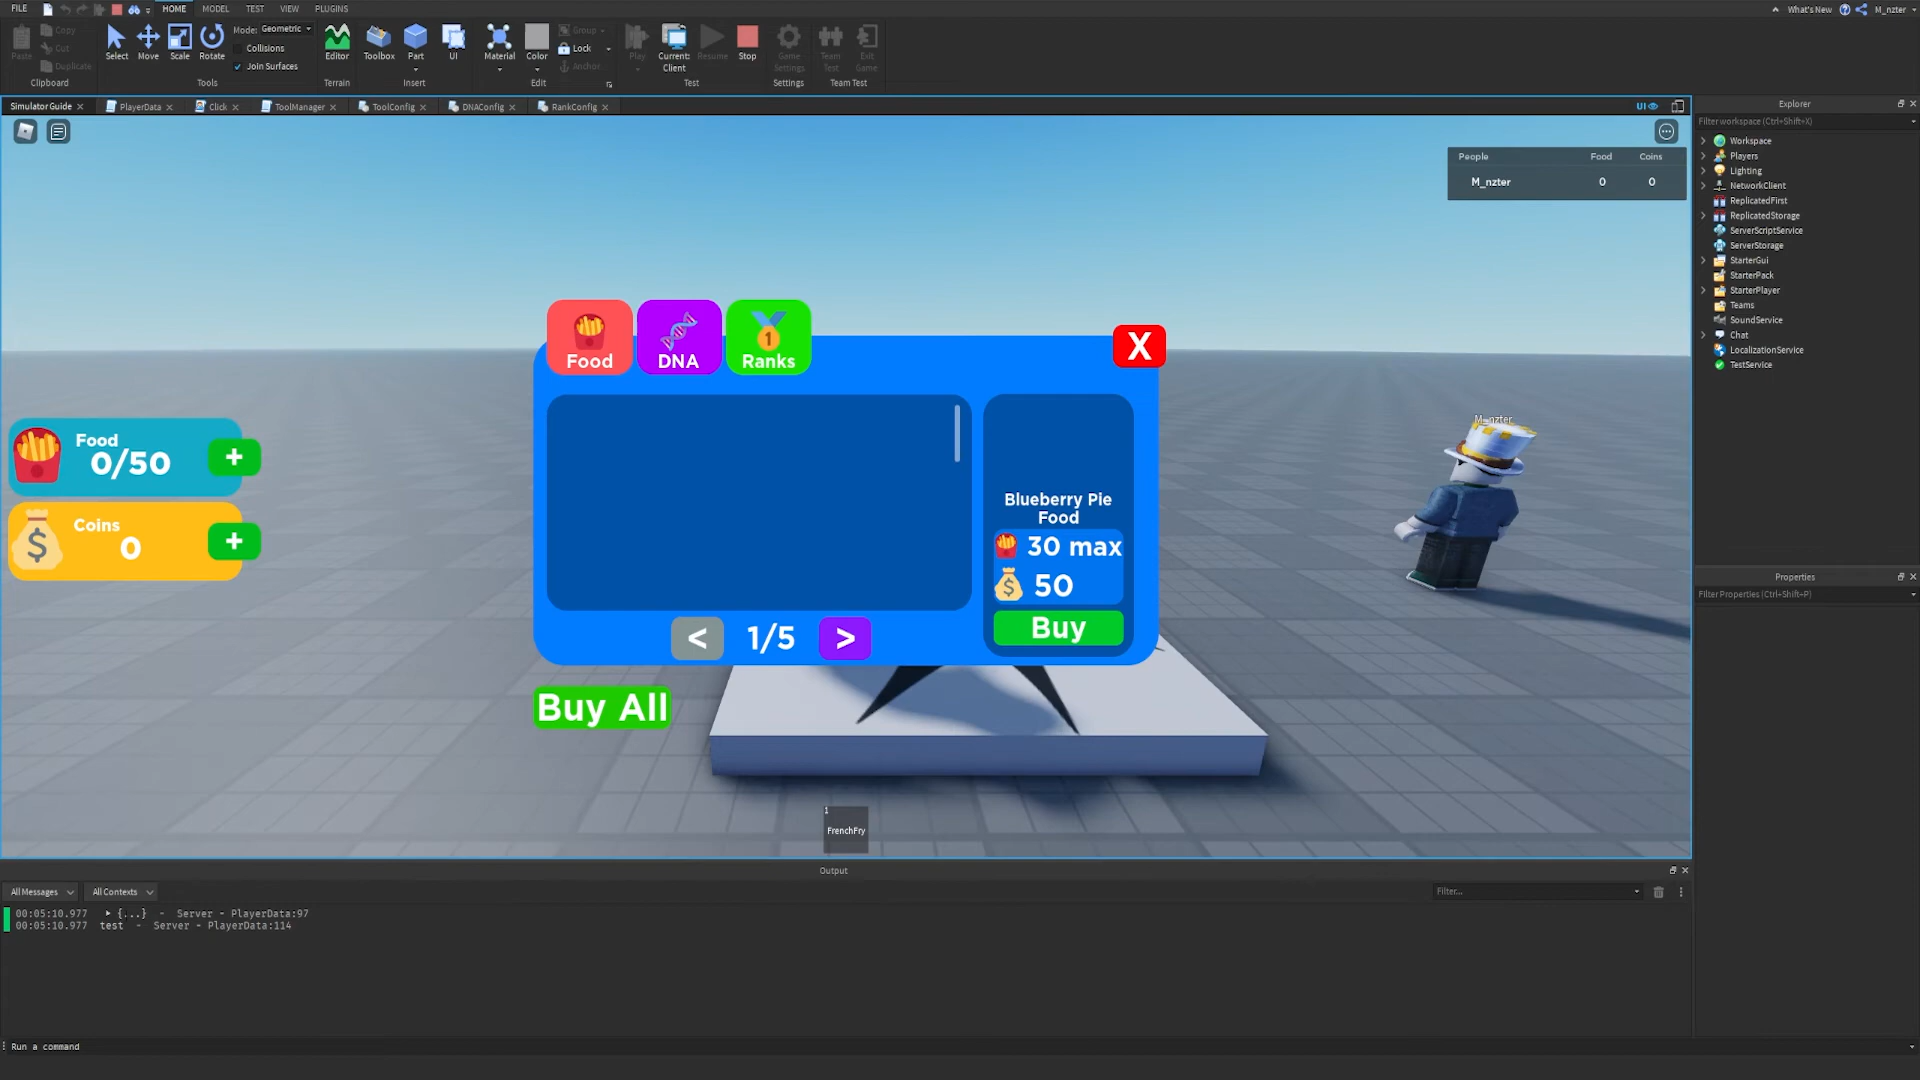 FILE HOME MODEL TEST VIEW PLUGINS What's New M_nzter
Paste Copy Cut Duplicate Clipboard
Select Move Scale Rotate Mode: Geometric Collisions Join Surfaces Tools
Editor Terrain
Toolbox Part UI Insert
Material Color Group Lock Anchor Edit
Play Current: Client Resume Stop Test
Game Settings Settings
Team Test Exit Game Team Test
Simulator Guide PlayerData Click ToolManager ToolConfig DNAConfig RankConfig UI
People Food Coins
M_nzter 0 0
Food DNA Ranks X
M_nzter
Food
0/50 +
Coins
0 +
Blueberry Pie
Food
30 max
$ 50
Buy
< 1/5 >
Buy All
1
FrenchFry
Explorer
Filter workspace (Ctrl+Shift+X)
Workspace
Players
Lighting
NetworkClient
ReplicatedFirst
ReplicatedStorage
ServerScriptService
ServerStorage
StarterGui
StarterPack
StarterPlayer
Teams
SoundService
Chat
LocalizationService
TestService
Properties
Filter Properties (Ctrl+Shift+P)
Output
All Messages All Contexts Filter...
00:05:10.977 ▸ {...} - Server - PlayerData:97
00:05:10.977 test - Server - PlayerData:114
Run a command